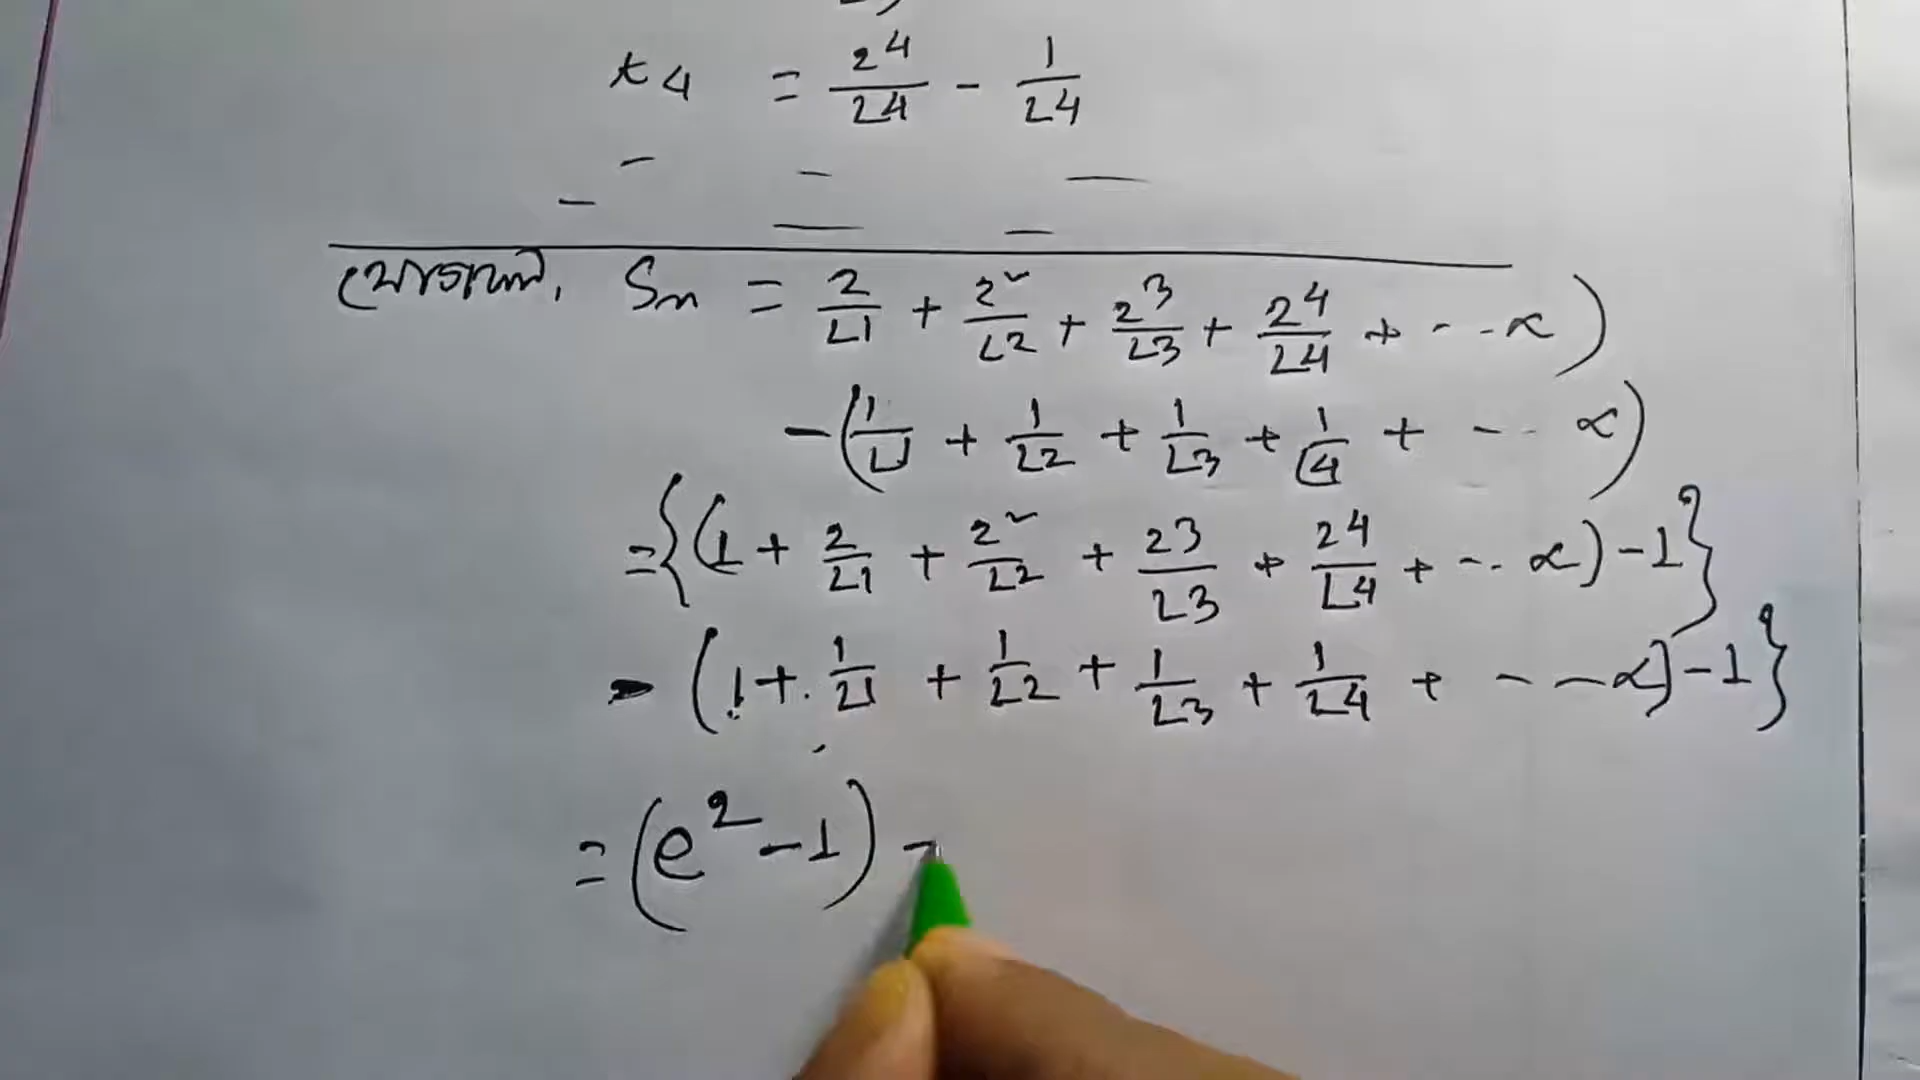 t₄ = 2⁴/∟4 - 1/∟4
- - —
- — -
যোগফল, Sₙ = 2/∟1 + 2²/∟2 + 2³/∟3 + 2⁴/∟4 + - - ∝)
-(1/∟1 + 1/∟2 + 1/∟3 + 1/∟4 + - - ∝)
={(1 + 2/∟1 + 2²/∟2 + 23/∟3 + 24/∟4 + - - ∝) - 1}
- (1 + 1/∟1 + 1/∟2 + 1/∟3 + 1/∟4 + - - - ∝) - 1}
= (e² - 1) -